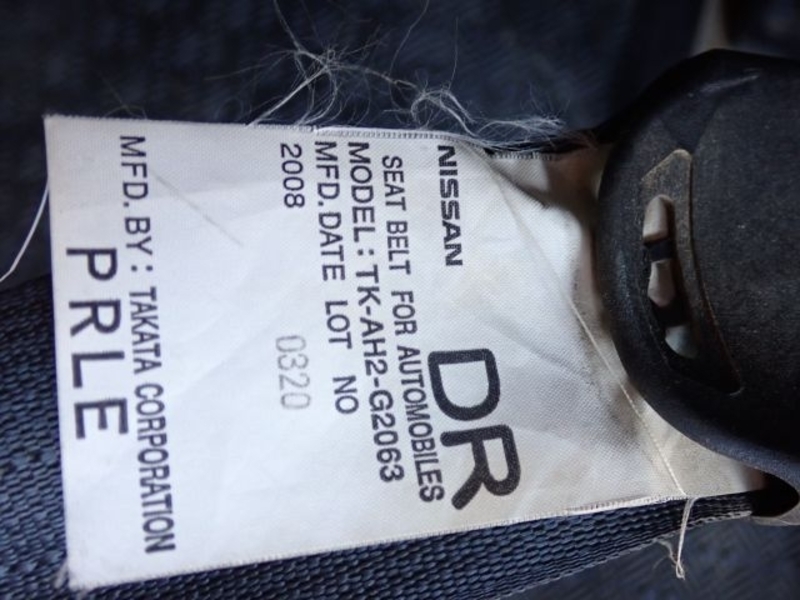 NISSAN DR
SEAT BELT FOR AUTOMOBILES
MODEL:TK-AH2-G2063
MFD.DATE LOT NO
2008 0320
MFD.BY: TAKATA CORPORATION
PRLE